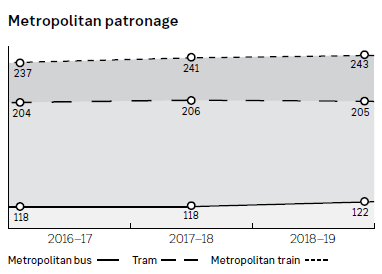 Metropolitan patronage
237 241 243
204 206 205
118 118 122
2016–17 2017–18 2018–19
Metropolitan bus Tram Metropolitan train